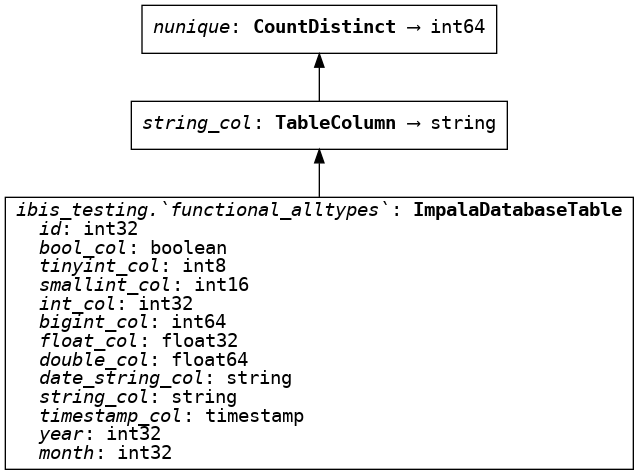 nunique: CountDistinct → int64
string_col: TableColumn → string
ibis_testing.`functional_alltypes`: ImpalaDatabaseTable
id: int32
bool_col: boolean
tinyint_col: int8
smallint_col: int16
int_col: int32
bigint_col: int64
float_col: float32
double_col: float64
date_string_col: string
string_col: string
timestamp_col: timestamp
year: int32
month: int32